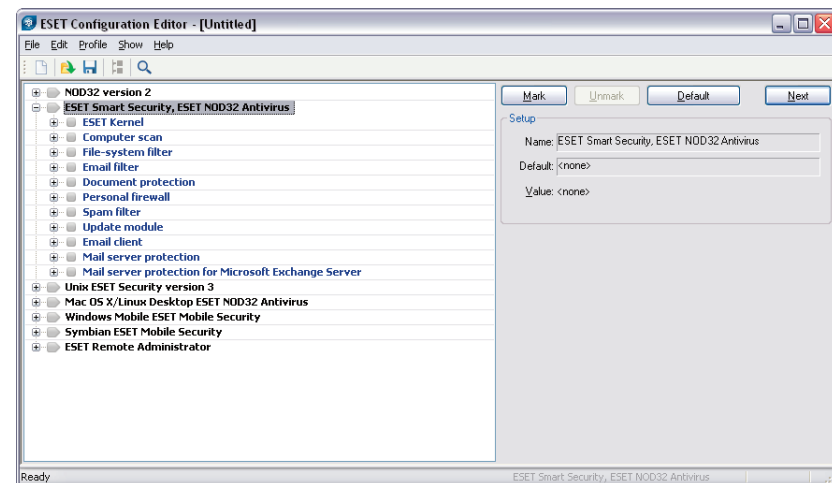 ESET Configuration Editor - [Untitled]
File Edit Profile Show Help
NOD32 version 2
ESET Smart Security, ESET NOD32 Antivirus
ESET Kernel
Computer scan
File-system filter
Email filter
Document protection
Personal firewall
Spam filter
Update module
Email client
Mail server protection
Mail server protection for Microsoft Exchange Server
Unix ESET Security version 3
Mac OS X/Linux Desktop ESET NOD32 Antivirus
Windows Mobile ESET Mobile Security
Symbian ESET Mobile Security
ESET Remote Administrator
Mark Unmark Default Next
Setup
Name: ESET Smart Security, ESET NOD32 Antivirus
Default: <none>
Value: <none>
Ready ESET Smart Security, ESET NOD32 Antivirus